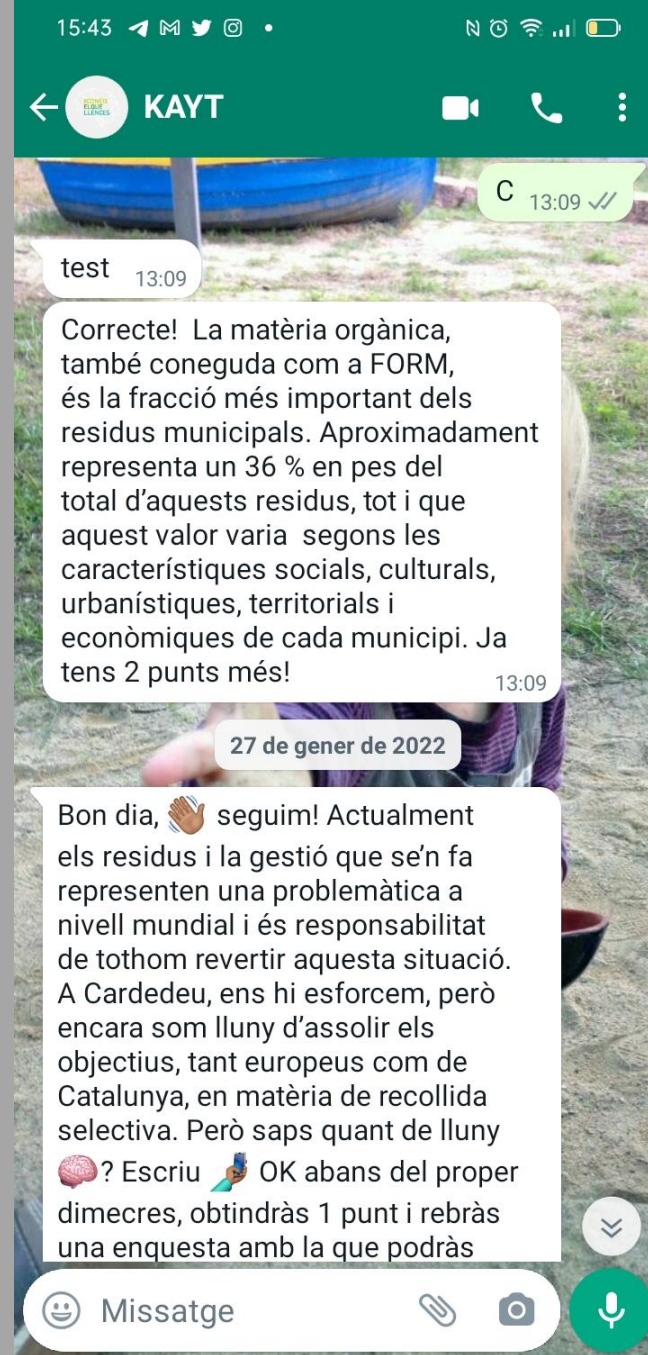 15:43
KAYT
#CONEIX
ELQUE
LLENCES
C 13:09
test 13:09
Correcte!  La matèria orgànica,
també coneguda com a FORM,
és la fracció més important dels
residus municipals. Aproximadament
representa un 36 % en pes del
total d’aquests residus, tot i que
aquest valor varia  segons les
característiques socials, culturals,
urbanístiques, territorials i
econòmiques de cada municipi. Ja
tens 2 punts més!
13:09
27 de gener de 2022
Bon dia, 👋🏾 seguim! Actualment
els residus i la gestió que se’n fa
representen una problemàtica a
nivell mundial i és responsabilitat
de tothom revertir aquesta situació.
A Cardedeu, ens hi esforcem, però
encara som lluny d’assolir els
objectius, tant europeus com de
Catalunya, en matèria de recollida
selectiva. Però saps quant de lluny
🧠? Escriu 🤳🏾 OK abans del proper
dimecres, obtindràs 1 punt i rebràs
una enquesta amb la que podràs
Missatge